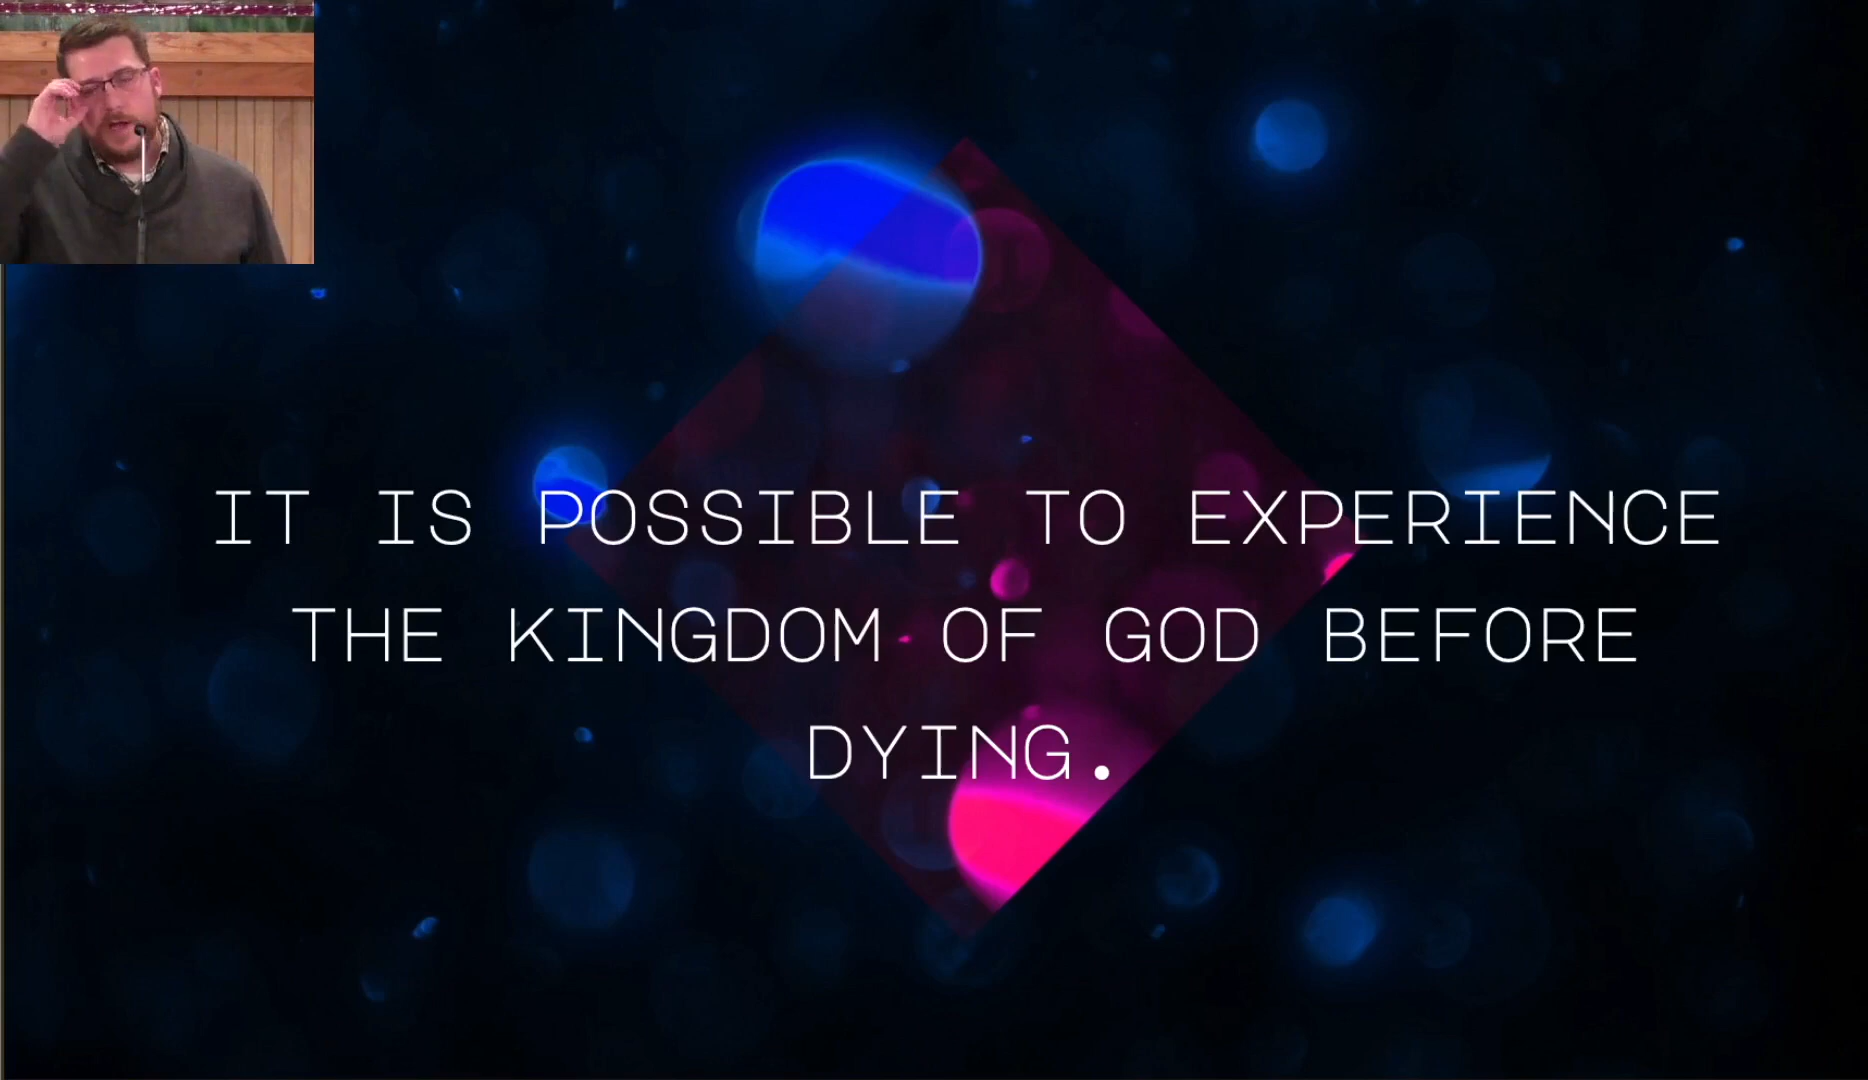 IT IS POSSIBLE TO EXPERIENCE
THE KINGDOM OF GOD BEFORE
DYING.